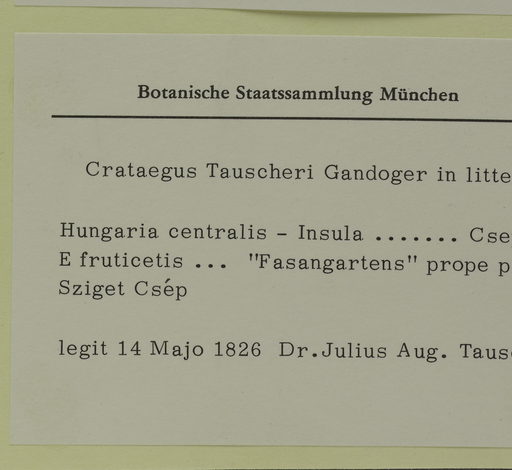 Botanische Staatssammlung München
Crataegus Tauscheri Gandoger in litte
Hungaria centralis - Insula ....... Cse
E fruticetis ... "Fasangartens" prope p
Sziget Csép
legit 14 Majo 1826 Dr.Julius Aug. Taus